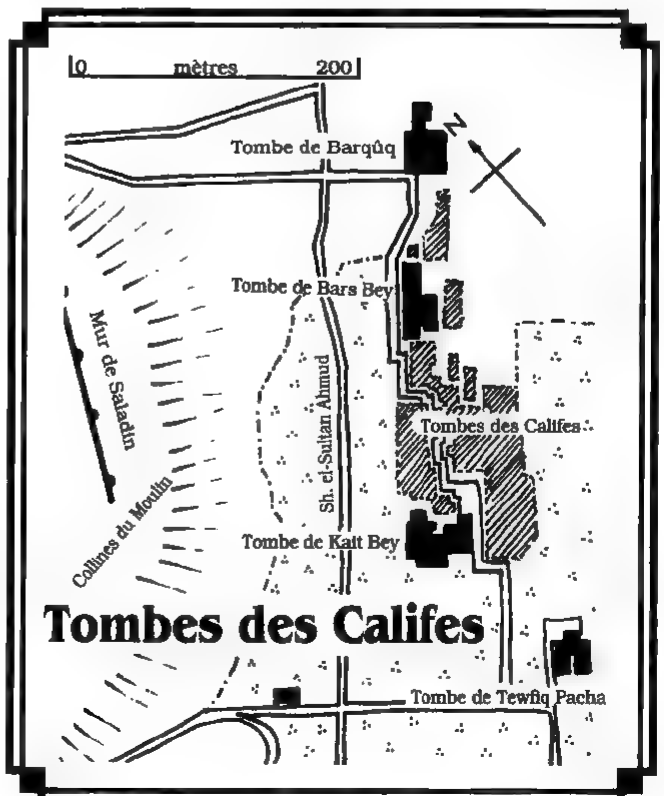 0 mètres 200
Tombe de Barqûq
N
Tombe de Bars Bey
Mur de Saladin
Sh. el-Sultan Ahmud
Tombes des Califes
Collines du Moulin
Tombe de Kait Bey
Tombes des Califes
Tombe de Tewfiq Pacha